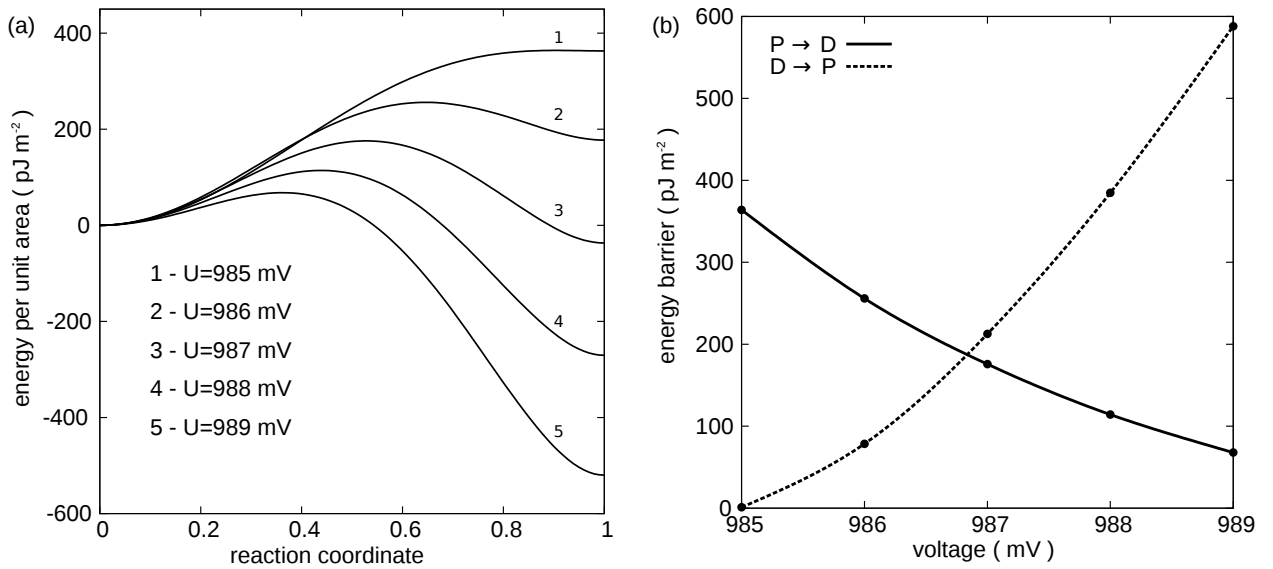 (a)
energy per unit area ( pJ m⁻² )
400
200
0
-200
-400
-600
1
2
3
4
5
1 - U=985 mV
2 - U=986 mV
3 - U=987 mV
4 - U=988 mV
5 - U=989 mV
0 0.2 0.4 0.6 0.8 1
reaction coordinate
(b)
energy barrier ( pJ m⁻² )
600
500
400
300
200
100
0
P → D
D → P
985 986 987 988 989
voltage ( mV )